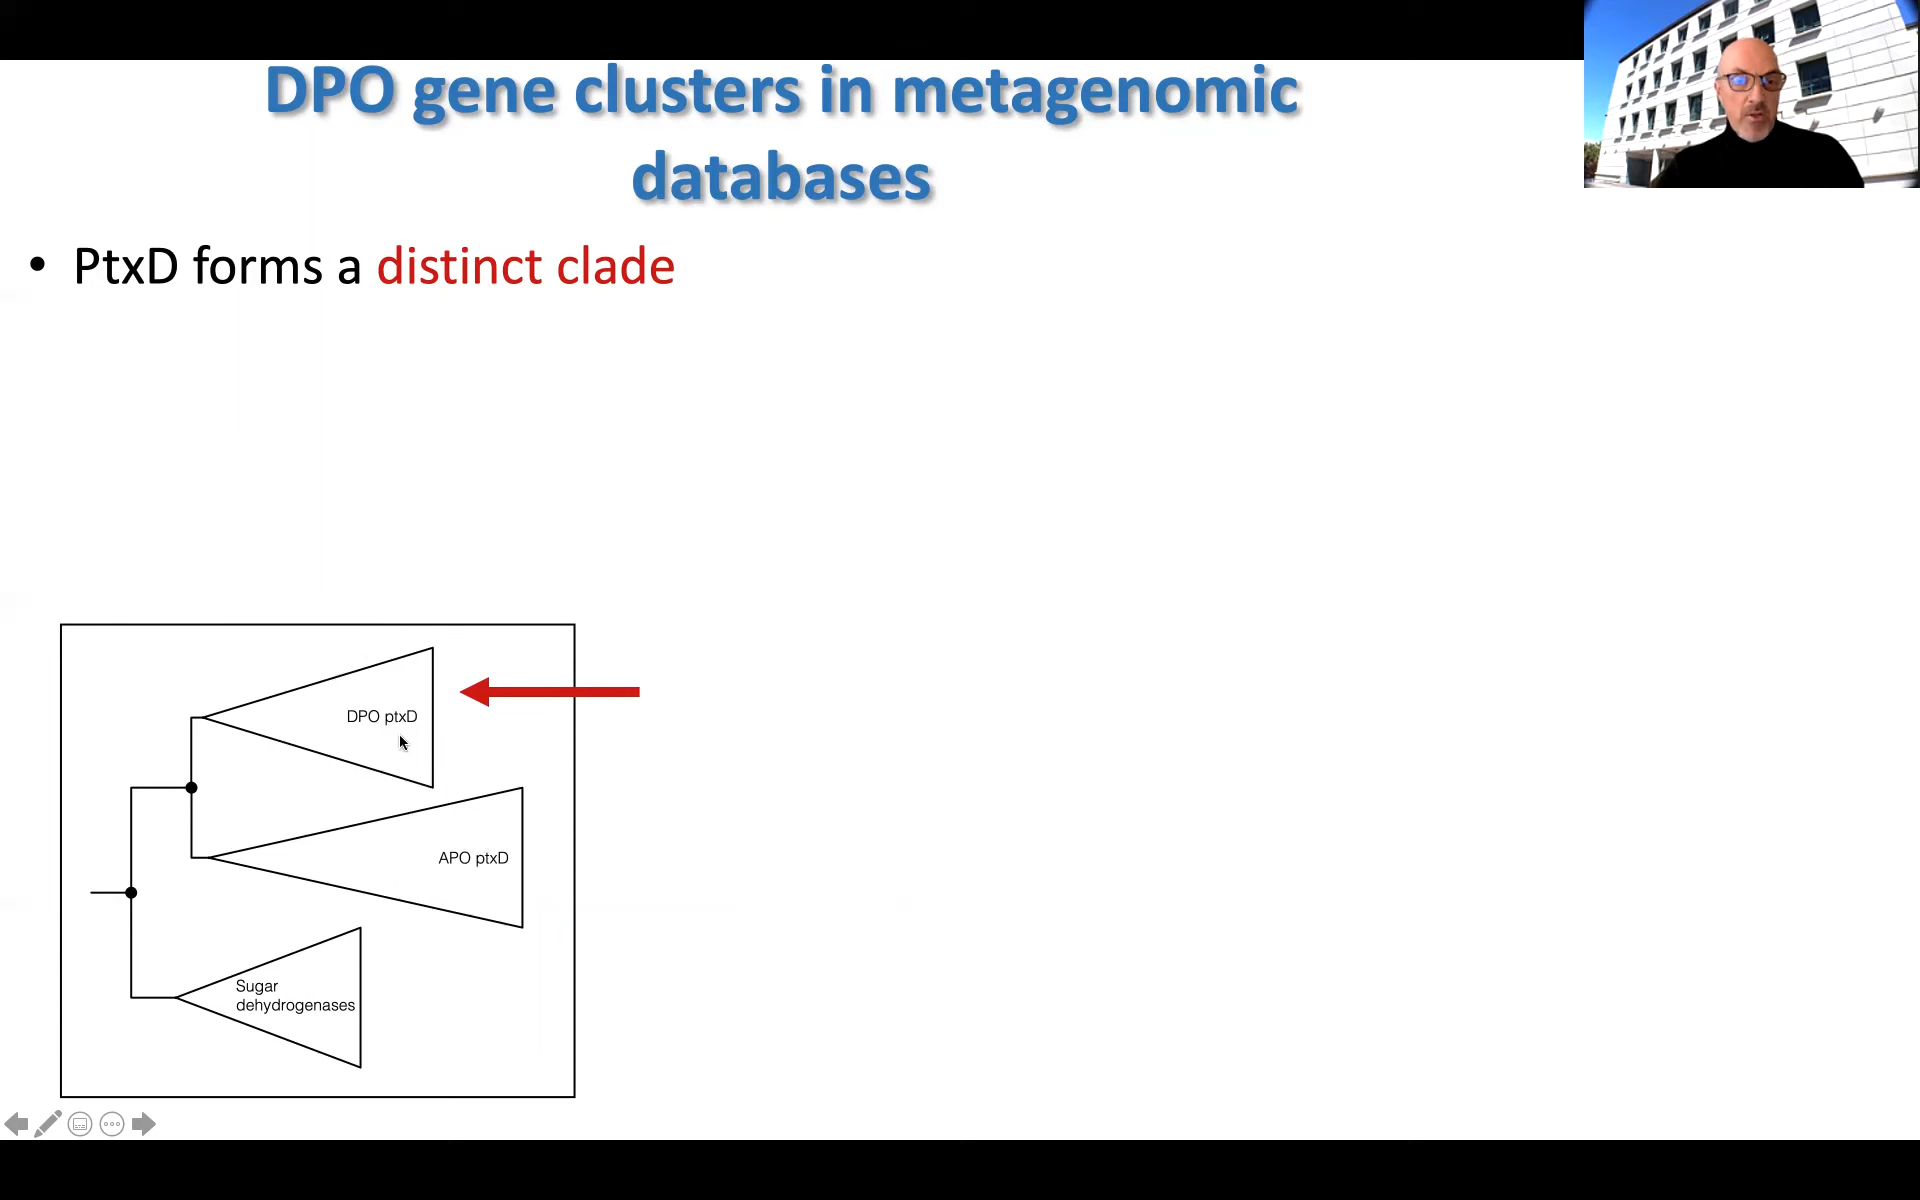 DPO gene clusters in metagenomic
databases
• PtxD forms a distinct clade
DPO ptxD
APO ptxD
Sugar
dehydrogenases